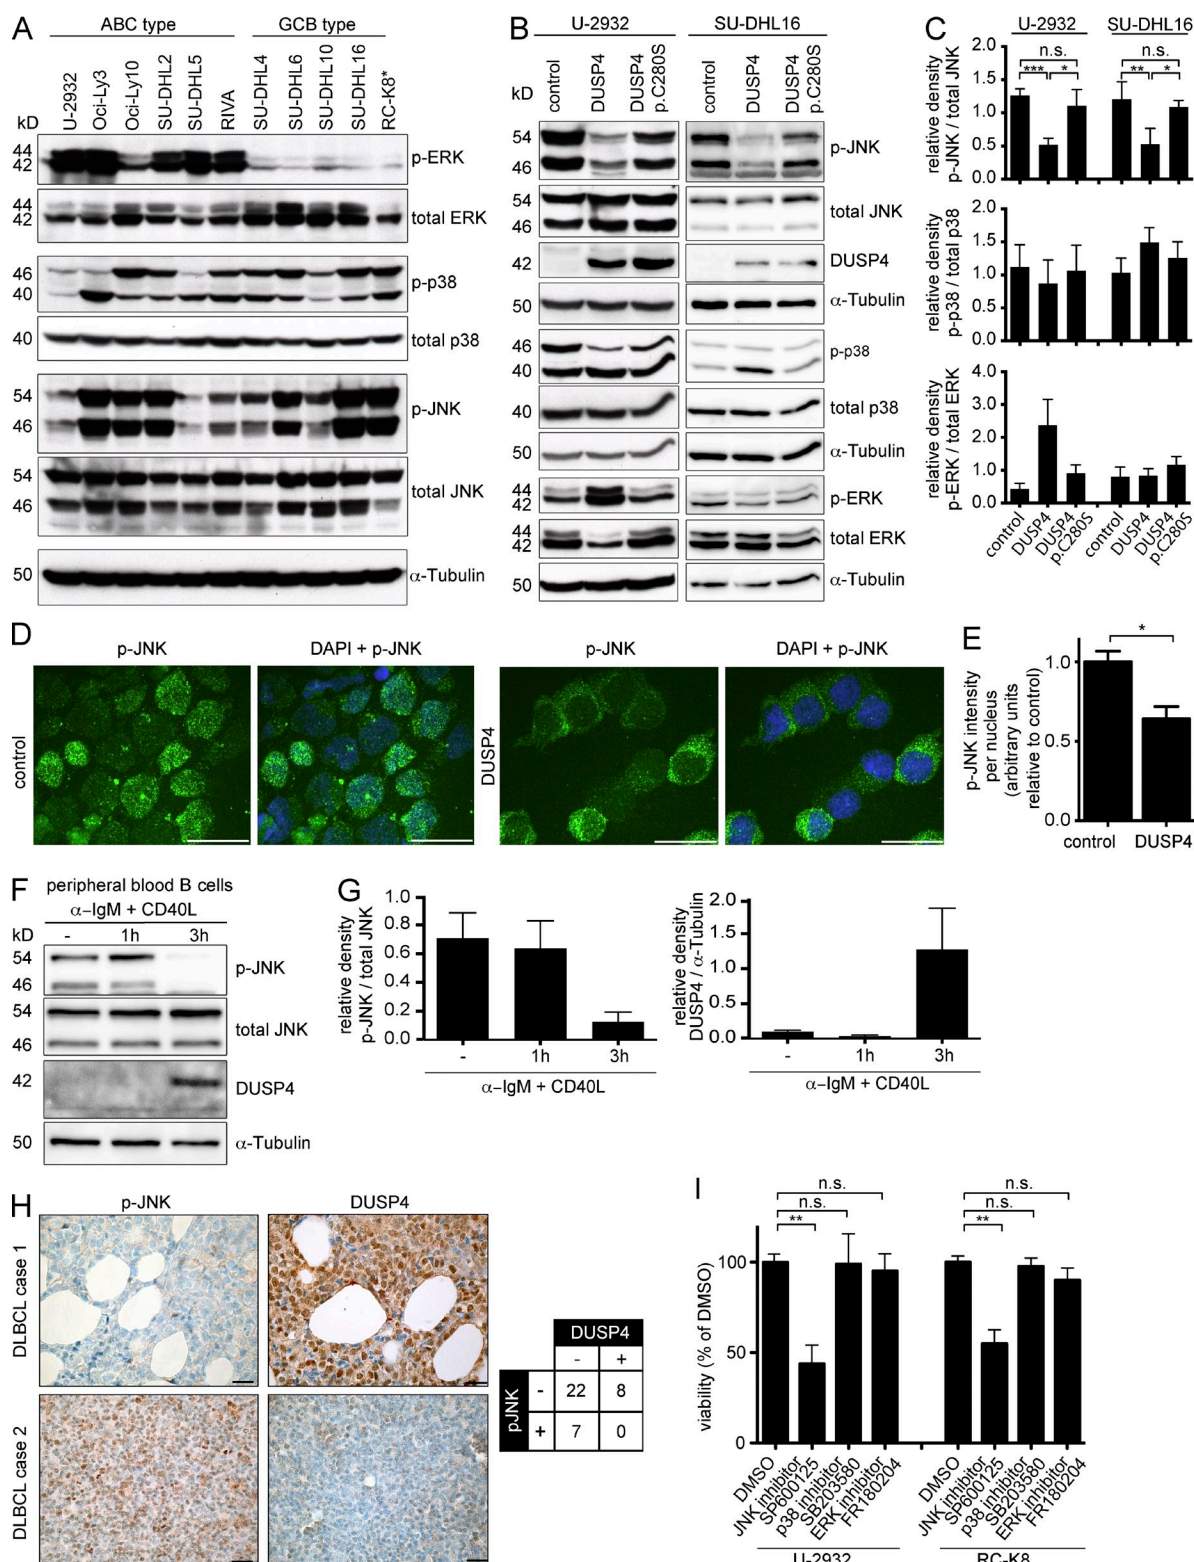 A
ABC type
GCB type
kD
U-2932
Oci-Ly3
Oci-Ly10
SU-DHL2
SU-DHL5
RIVA
SU-DHL4
SU-DHL6
SU-DHL10
SU-DHL16
RC-K8*
44
42
p-ERK
44
42
total ERK
46
40
p-p38
40
total p38
54
46
p-JNK
54
46
total JNK
50
α-Tubulin
B
U-2932
SU-DHL16
kD
control
DUSP4
DUSP4
p.C280S
control
DUSP4
DUSP4
p.C280S
54
46
p-JNK
54
46
total JNK
42
DUSP4
50
α-Tubulin
46
40
p-p38
40
total p38
50
α-Tubulin
44
42
p-ERK
44
42
total ERK
50
α-Tubulin
C
U-2932
SU-DHL16
n.s.
n.s.
***
*
**
*
relative density
p-JNK / total JNK
2.0
1.5
1.0
0.5
0.0
relative density
p-p38 / total p38
2.0
1.5
1.0
0.5
0.0
relative density
p-ERK / total ERK
4.0
3.0
2.0
1.0
0.0
control
DUSP4
DUSP4
p.C280S
control
DUSP4
DUSP4
p.C280S
D
p-JNK
DAPI + p-JNK
p-JNK
DAPI + p-JNK
control
DUSP4
E
*
p-JNK intensity
per nucleus
(arbitrary units
relative to control)
1.0
0.5
0.0
control
DUSP4
F
peripheral blood B cells
α-IgM + CD40L
kD
-
1h
3h
54
46
p-JNK
54
46
total JNK
42
DUSP4
50
α-Tubulin
G
relative density
p-JNK / total JNK
1.0
0.8
0.6
0.4
0.2
0.0
-
1h
3h
α-IgM + CD40L
relative density
DUSP4 / α-Tubulin
2.0
1.5
1.0
0.5
0.0
-
1h
3h
α-IgM + CD40L
H
p-JNK
DUSP4
DLBCL case 1
DLBCL case 2
DUSP4
- +
pJNK
- 22 8
+ 7 0
I
n.s.
n.s.
**
n.s.
n.s.
**
viability (% of DMSO)
100
50
0
DMSO
JNK inhibitor
SP600125
p38 inhibitor
SB203580
ERK inhibitor
FR180204
DMSO
JNK inhibitor
SP600125
p38 inhibitor
SB203580
ERK inhibitor
FR180204
U-2932
RC-K8